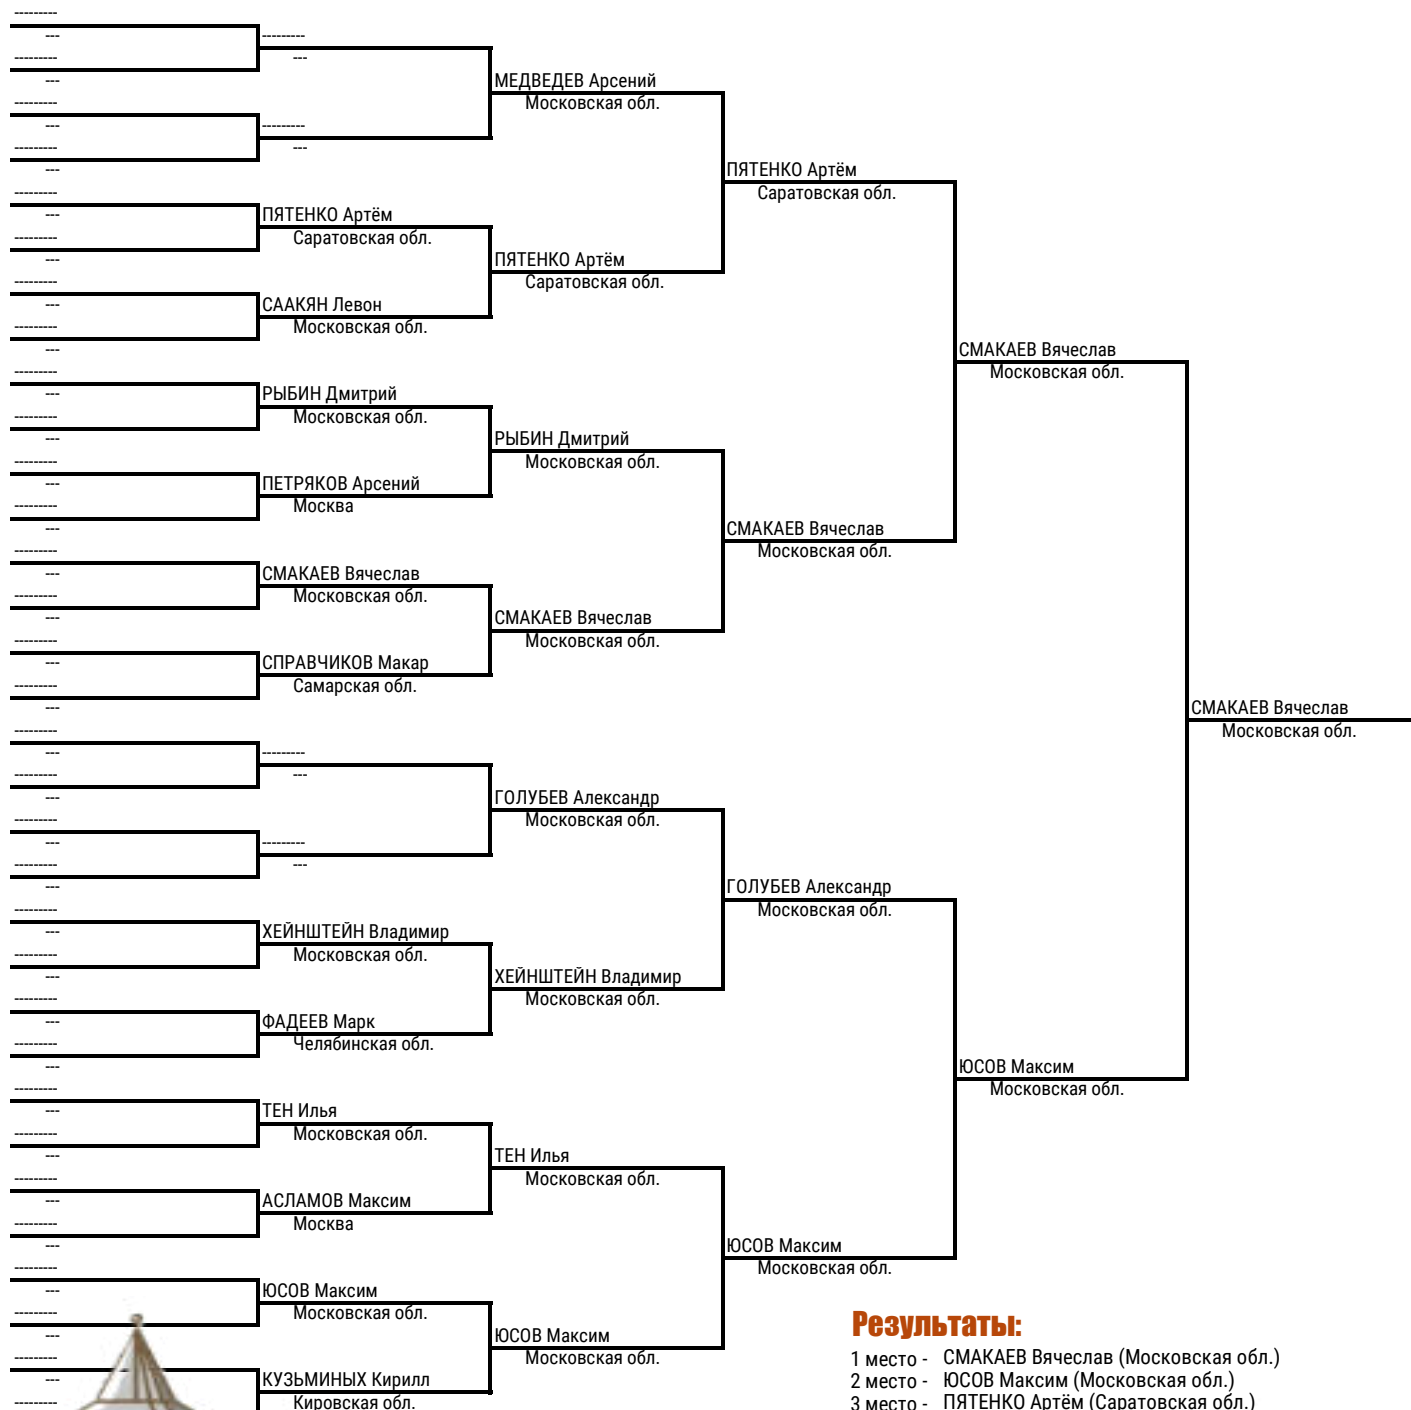 МЕДВЕДЕВ Арсений
Московская обл.
ПЯТЕНКО Артём
Саратовская обл.
ПЯТЕНКО Артём
Саратовская обл.
ПЯТЕНКО Артём
Саратовская обл.
СААКЯН Левон
Московская обл.
СМАКАЕВ Вячеслав
Московская обл.
РЫБИН Дмитрий
Московская обл.
РЫБИН Дмитрий
Московская обл.
ПЕТРЯКОВ Арсений
Москва
СМАКАЕВ Вячеслав
Московская обл.
СМАКАЕВ Вячеслав
Московская обл.
СМАКАЕВ Вячеслав
Московская обл.
СПРАВЧИКОВ Макар
Самарская обл.
СМАКАЕВ Вячеслав
Московская обл.
ГОЛУБЕВ Александр
Московская обл.
ГОЛУБЕВ Александр
Московская обл.
ХЕЙНШТЕЙН Владимир
Московская обл.
ХЕЙНШТЕЙН Владимир
Московская обл.
ФАДЕЕВ Марк
Челябинская обл.
ЮСОВ Максим
Московская обл.
ТЕН Илья
Московская обл.
ТЕН Илья
Московская обл.
АСЛАМОВ Максим
Москва
ЮСОВ Максим
Московская обл.
ЮСОВ Максим
Московская обл.
ЮСОВ Максим
Московская обл.
КУЗЬМИНЫХ Кирилл
Кировская обл.
Результаты:
1 место - СМАКАЕВ Вячеслав (Московская обл.)
2 место - ЮСОВ Максим (Московская обл.)
3 место - ПЯТЕНКО Артём (Саратовская обл.)